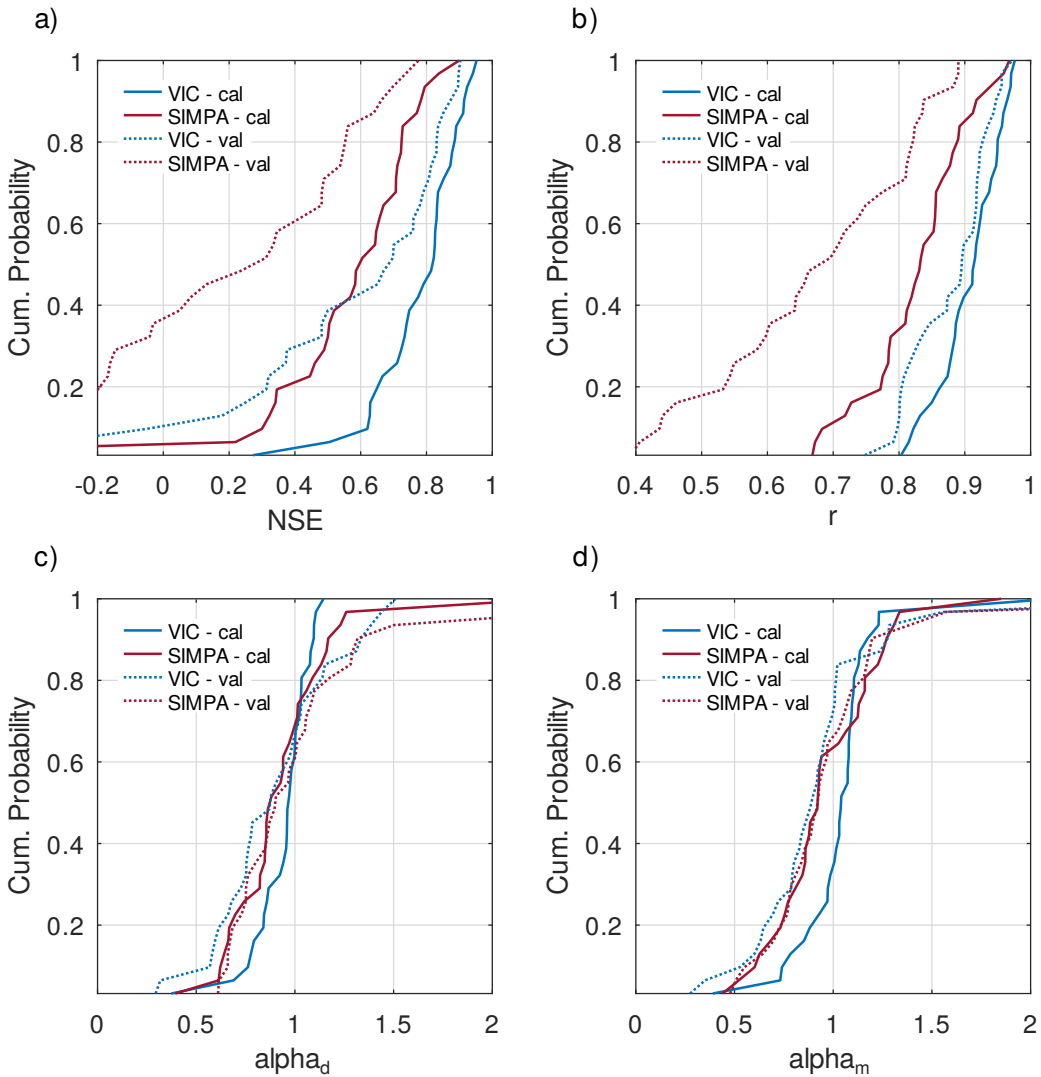 a)
1
0.8
0.6
0.4
0.2
Cum. Probability
VIC - cal
SIMPA - cal
VIC - val
SIMPA - val
-0.2 0 0.2 0.4 0.6 0.8 1
NSE
b)
1
0.8
0.6
0.4
0.2
Cum. Probability
VIC - cal
SIMPA - cal
VIC - val
SIMPA - val
0.4 0.5 0.6 0.7 0.8 0.9 1
r
c)
1
0.8
0.6
0.4
0.2
Cum. Probability
VIC - cal
SIMPA - cal
VIC - val
SIMPA - val
0 0.5 1 1.5 2
alpha_d
d)
1
0.8
0.6
0.4
0.2
Cum. Probability
VIC - cal
SIMPA - cal
VIC - val
SIMPA - val
0 0.5 1 1.5 2
alpha_m